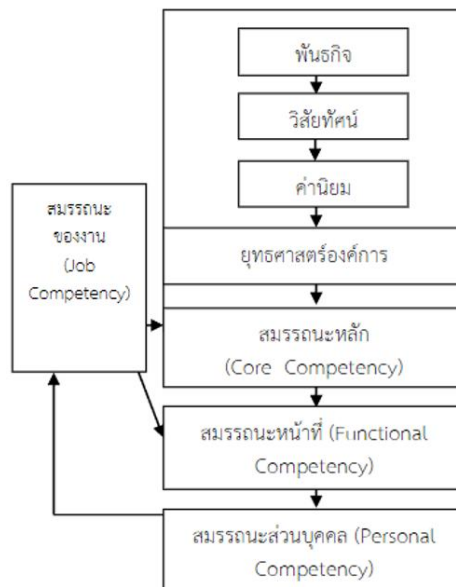 พันธกิจ
วิสัยทัศน์
ค่านิยม
ยุทธศาสตร์องค์การ
สมรรถนะ
ของงาน
(Job
Competency)
สมรรถนะหลัก
(Core Competency)
สมรรถนะหน้าที่ (Functional
Competency)
สมรรถนะส่วนบุคคล (Personal
Competency)